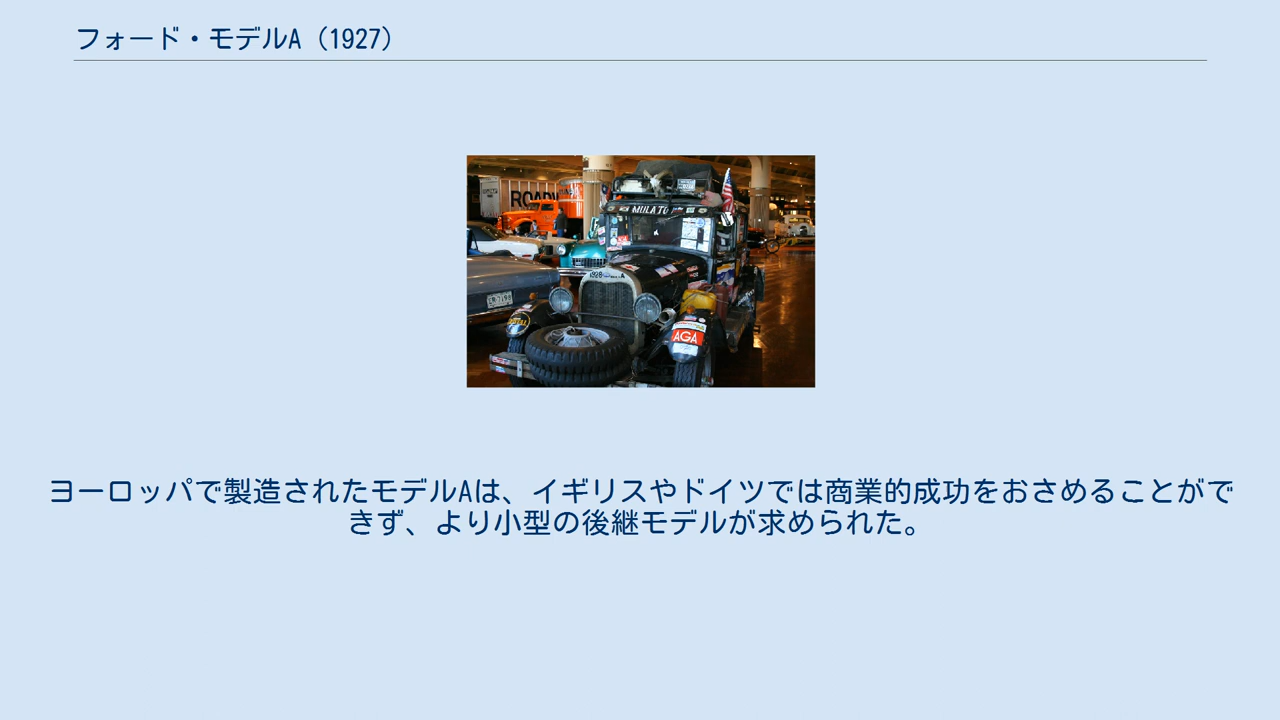 フォード・モデルA（1927）
ROADW
MULATO
1928
AGA
ヨーロッパで製造されたモデルAは、イギリスやドイツでは商業的成功をおさめることがで
きず、より小型の後継モデルが求められた。